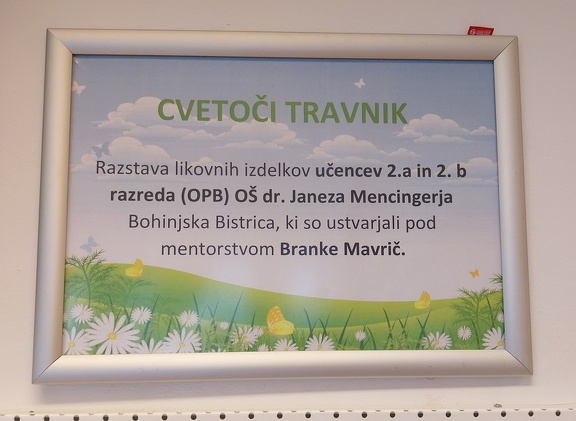 CVETOČI TRAVNIK
Razstava likovnih izdelkov učencev 2.a in 2. b
razreda (OPB) OŠ dr. Janeza Mencingerja
Bohinjska Bistrica, ki so ustvarjali pod
mentorstvom Branke Mavrič.